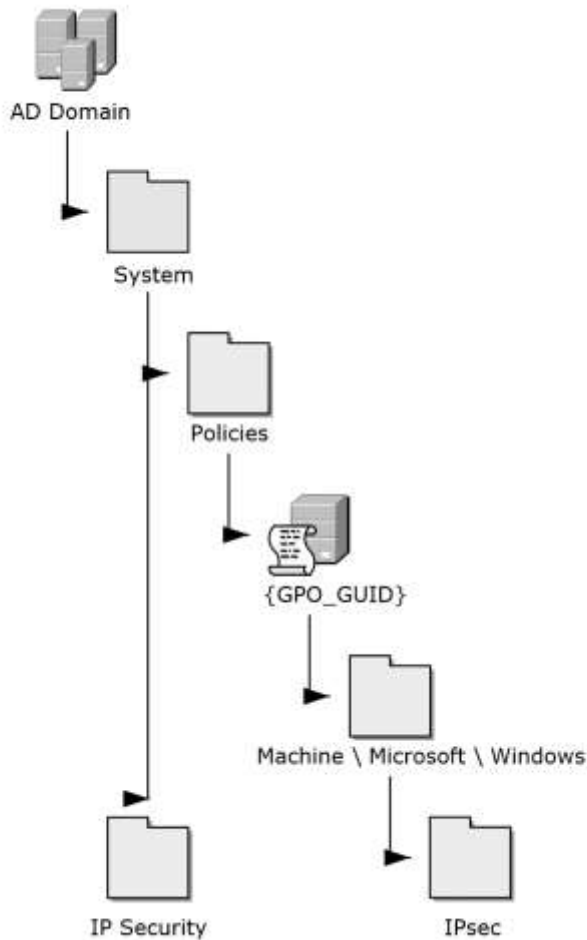 AD Domain
System
Policies
{GPO_GUID}
Machine \ Microsoft \ Windows
IP Security
IPsec